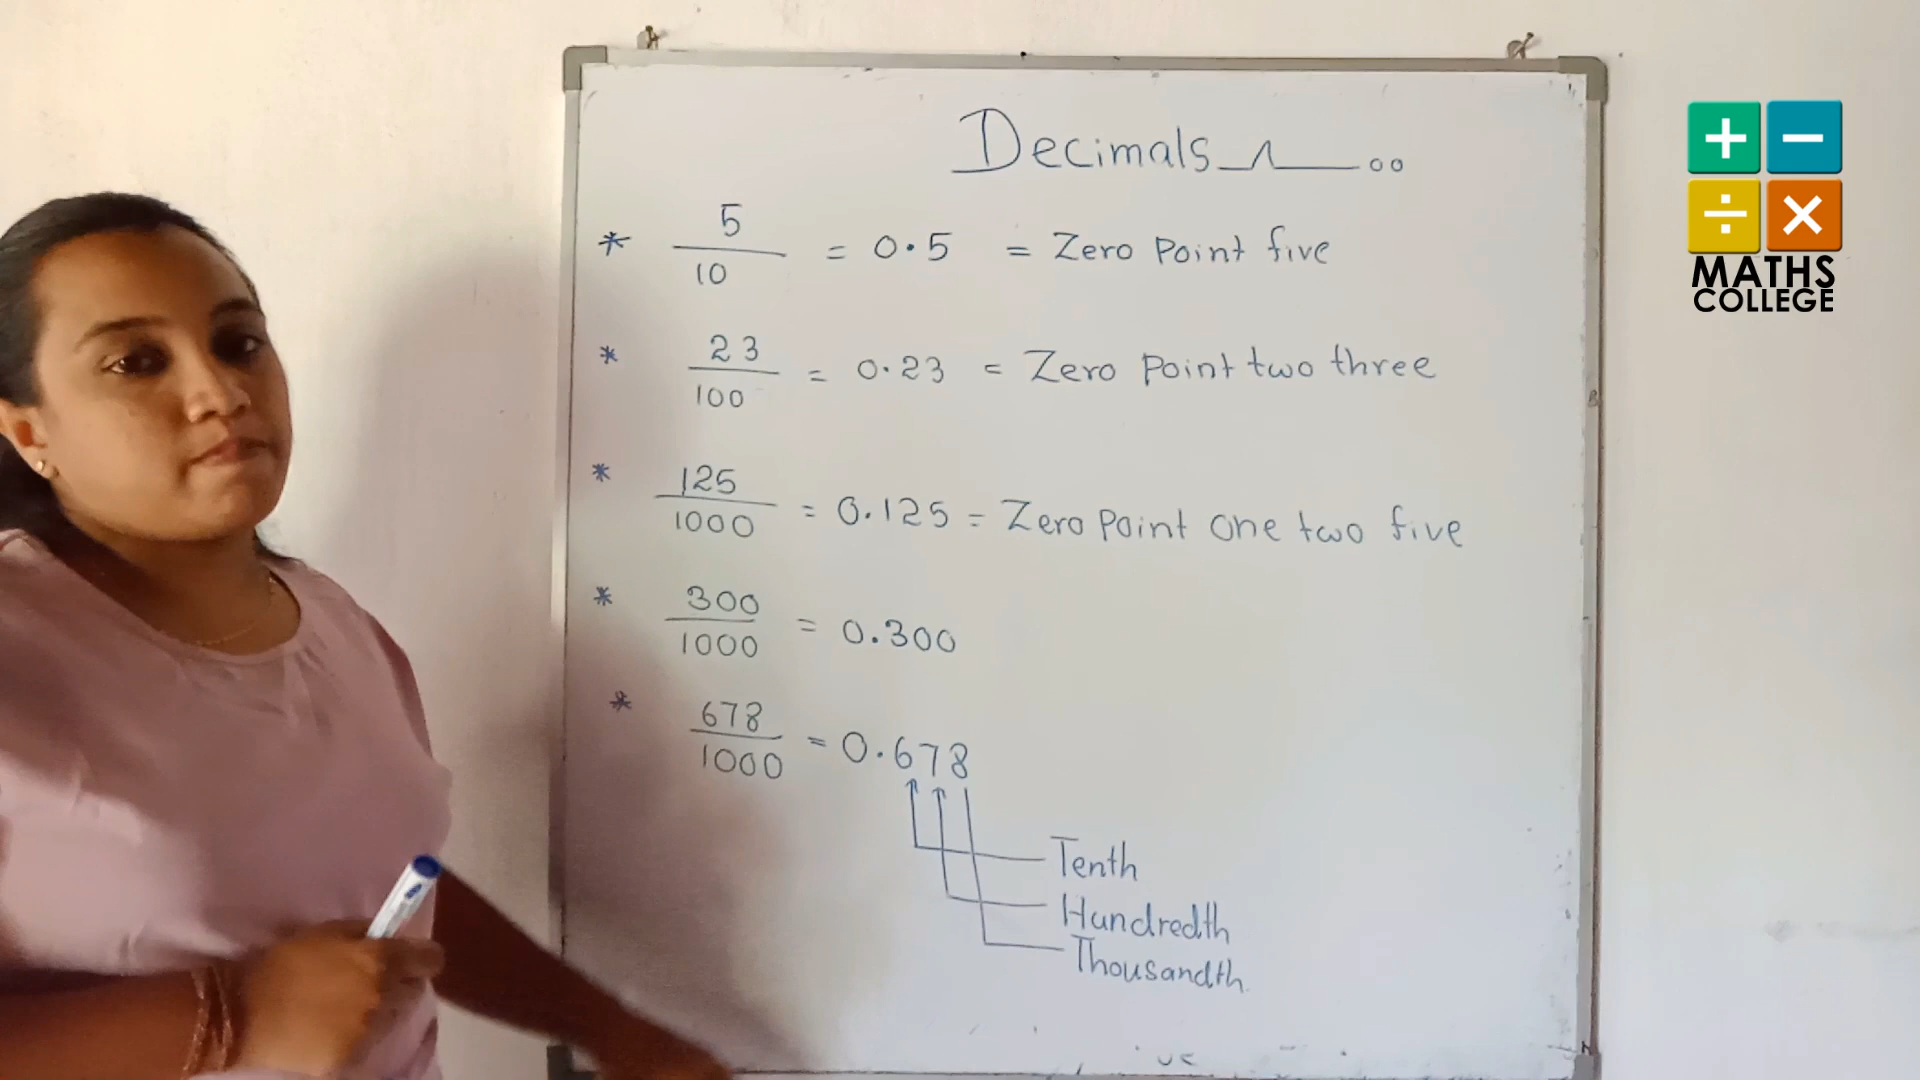 Decimals
* 5/10 = 0.5 = Zero Point five
* 23/100 = 0.23 = Zero Point two three
* 125/1000 = 0.125 = Zero Point one two five
* 300/1000 = 0.300
* 678/1000 = 0.678
Tenth
Hundredth
Thousandth.
+ −
÷ ×
MATHS
COLLEGE